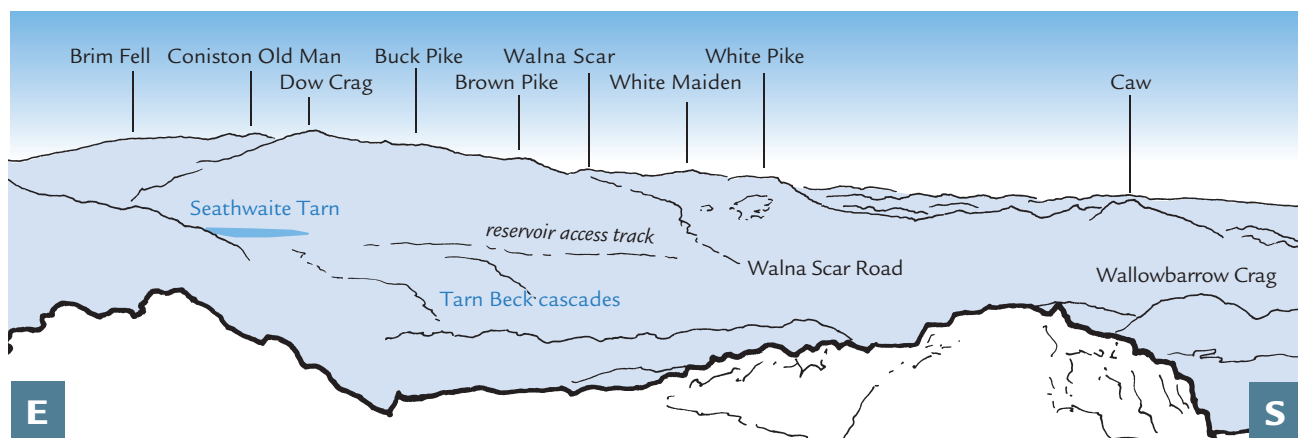 Brim Fell
Coniston Old Man
Dow Crag
Buck Pike
Brown Pike
Walna Scar
White Maiden
White Pike
Caw
Seathwaite Tarn
reservoir access track
Walna Scar Road
Wallowbarrow Crag
Tarn Beck cascades
E
S